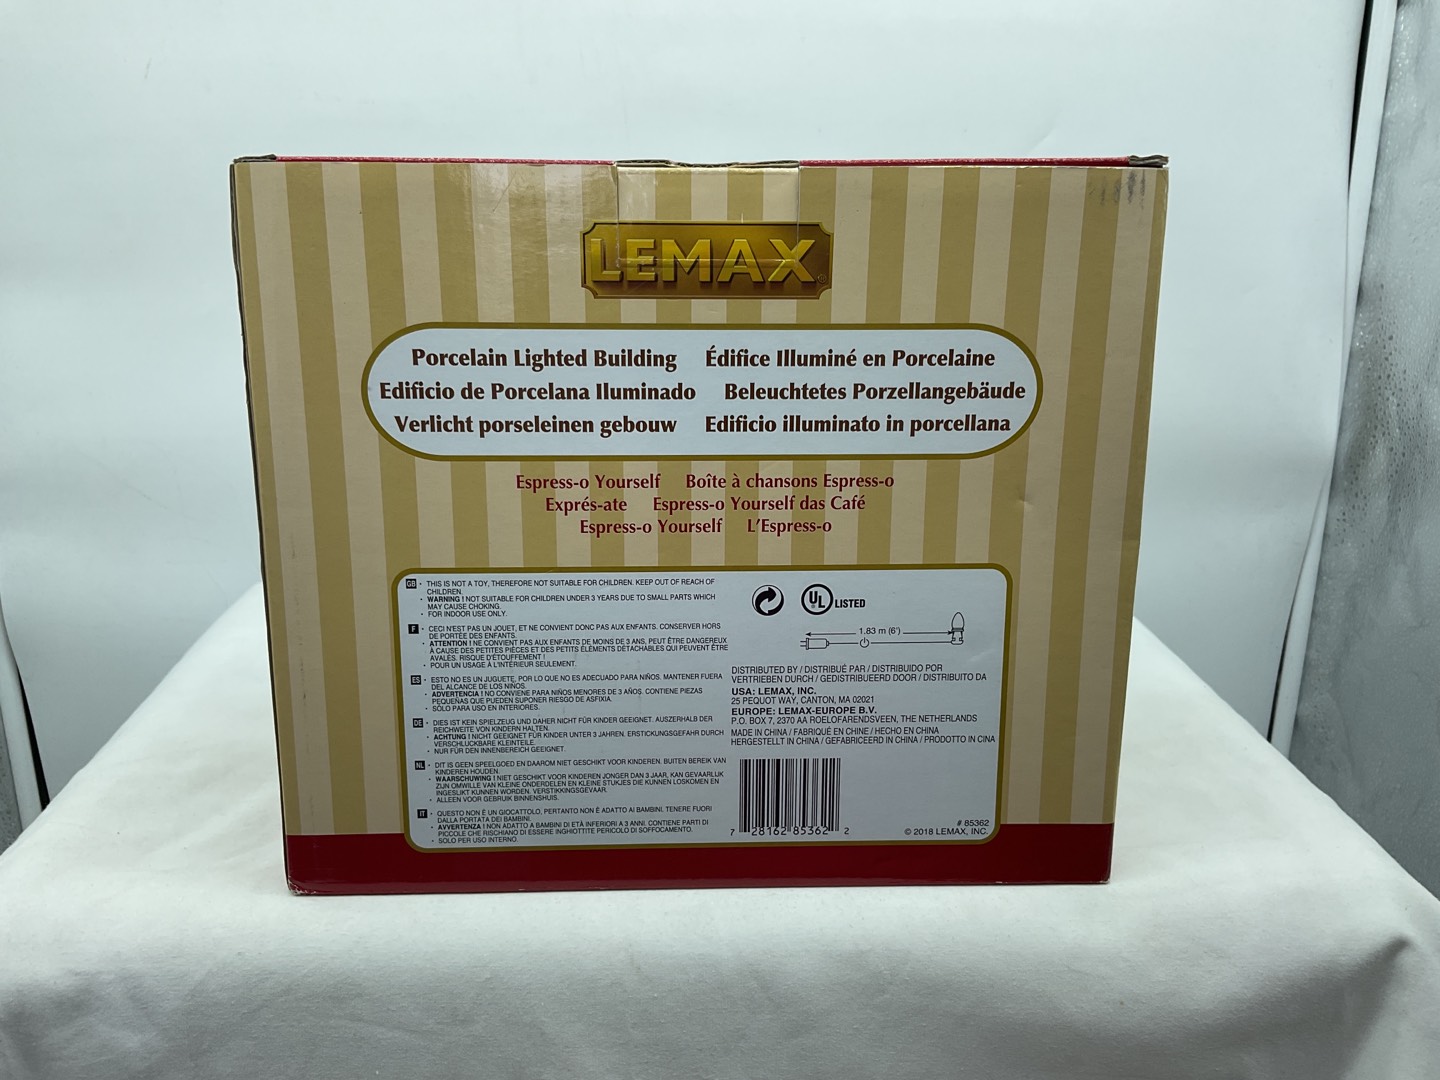 LEMAX
Porcelain Lighted Building Édifice Illuminé en Porcelaine
Edificio de Porcelana Iluminado Beleuchtetes Porzellangebäude
Verlicht porseleinen gebouw Edificio illuminato in porcellana
Espress-o Yourself Boîte à chansons Espress-o
Exprés-ate Espress-o Yourself das Café
Espress-o Yourself L'Espress-o
GB • THIS IS NOT A TOY, THEREFORE NOT SUITABLE FOR CHILDREN. KEEP OUT OF REACH OF
CHILDREN.
• WARNING ! NOT SUITABLE FOR CHILDREN UNDER 3 YEARS DUE TO SMALL PARTS WHICH
MAY CAUSE CHOKING.
• FOR INDOOR USE ONLY.
F • CECI N'EST PAS UN JOUET, ET NE CONVIENT DONC PAS AUX ENFANTS. CONSERVER HORS
DE PORTÉE DES ENFANTS.
• ATTENTION ! NE CONVIENT PAS AUX ENFANTS DE MOINS DE 3 ANS, PEUT ÊTRE DANGEREUX
À CAUSE DES PETITES PIÈCES ET DES PETITS ÉLÉMENTS DÉTACHABLES QUI PEUVENT ÊTRE
AVALÉS. RISQUE D'ÉTOUFFEMENT !
• POUR UN USAGE À L'INTÉRIEUR SEULEMENT.
ES • ESTO NO ES UN JUGUETE, POR LO QUE NO ES ADECUADO PARA NIÑOS. MANTENER FUERA
DEL ALCANCE DE LOS NIÑOS.
• ADVERTENCIA ! NO CONVIENE PARA NIÑOS MENORES DE 3 AÑOS. CONTIENE PIEZAS
PEQUEÑAS QUE PUEDEN SUPONER RIESGO DE ASFIXIA.
• SÓLO PARA USO EN INTERIORES.
DE • DIES IST KEIN SPIELZEUG UND DAHER NICHT FÜR KINDER GEEIGNET. AUSZERHALB DER
REICHWEITE VON KINDERN HALTEN.
• ACHTUNG ! NICHT GEEIGNET FÜR KINDER UNTER 3 JAHREN. ERSTICKUNGSGEFAHR DURCH
VERSCHLUCKBARE KLEINTEILE.
• NUR FÜR DEN INNENBEREICH GEEIGNET.
NL • DIT IS GEEN SPEELGOED EN DAAROM NIET GESCHIKT VOOR KINDEREN. BUITEN BEREIK VAN
KINDEREN HOUDEN.
• WAARSCHUWING ! NIET GESCHIKT VOOR KINDEREN JONGER DAN 3 JAAR, KAN GEVAARLIJK
ZIJN OMWILLE VAN KLEINE ONDERDELEN EN KLEINE STUKJES DIE KUNNEN LOSKOMEN EN
INGESLIKT KUNNEN WORDEN. VERSTIKKINGSGEVAAR.
• ALLEEN VOOR GEBRUIK BINNENSHUIS.
IT • QUESTO NON È UN GIOCATTOLO, PERTANTO NON È ADATTO AI BAMBINI. TENERE FUORI
DALLA PORTATA DEI BAMBINI.
• AVVERTENZA ! NON ADATTO A BAMBINI DI ETÀ INFERIORI A 3 ANNI. CONTIENE PARTI DI
PICCOLE CHE RISCHIANO DI ESSERE INGHIOTTITE PERICOLO DI SOFFOCAMENTO.
• SOLO PER USO INTERNO.
UL LISTED
1.83 m (6')
DISTRIBUTED BY / DISTRIBUÉ PAR / DISTRIBUIDO POR
VERTRIEBEN DURCH / GEDISTRIBUEERD DOOR / DISTRIBUITO DA
USA: LEMAX, INC.
25 PEQUOT WAY, CANTON, MA 02021
EUROPE: LEMAX-EUROPE B.V.
P.O. BOX 7, 2370 AA ROELOFARENDSVEEN, THE NETHERLANDS
MADE IN CHINA / FABRIQUÉ EN CHINE / HECHO EN CHINA
HERGESTELLT IN CHINA / GEFABRICEERD IN CHINA / PRODOTTO IN CINA
7 28162 85362 2
# 85362
© 2018 LEMAX, INC.